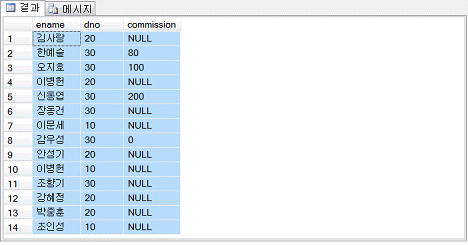 결과 메시지
ename dno commission
1 김사랑 20 NULL
2 한예슬 30 80
3 오지호 30 100
4 이병헌 20 NULL
5 신동엽 30 200
6 장동건 30 NULL
7 이문세 10 NULL
8 감우성 30 0
9 안성기 20 NULL
10 이병헌 10 NULL
11 조향기 30 NULL
12 강혜정 20 NULL
13 박중훈 20 NULL
14 조인성 10 NULL